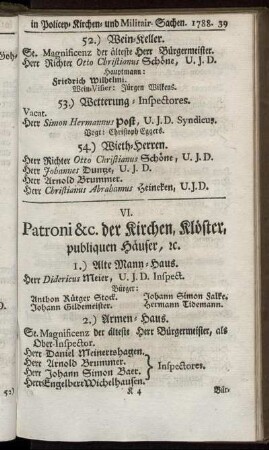 in Policey- Kirchen- und Militair- Sachen. 1788. 39
52.) Wein-Keller.
St. Magnificenz der älteste Herr Bürgermeister.
Herr Richter Otto Christianus Schöne, U. J. D.
Hauptmann:
Friedrich Wilhelmi.
Wein-Visier: Jürgen Wilkens.
53.) Wetterung-Inspectores.
Vacat.
Herr Simon Hermannus Post, U. J. D. Syndicus.
Vogt: Christoph Eggers.
54.) Wieth-Herren.
Herr Richter Otto Christianus Schöne, U. J. D.
Herr Johannes Duntze, U. J. D.
Herr Arnold Brummer.
Herr Christianus Abrahamus Heineken, U. J. D.
VI.
Patroni &c. der Kirchen, Klöster,
publiquen Häuser, ꝛc.
1.) Alte Mann-Haus.
Herr Didericus Meier, U. J. D. Inspect.
Bürger:
Anthon Rütger Stock. Johann Simon Falke.
Johann Gildemeister. Hermann Tidemann.
2.) Armen-Haus.
St. Magnificenz der älteste Herr Bürgermeister, als
Ober-Inspector.
Herr Daniel Meinertzhagen.
Herr Arnold Brummer.
Herr Johann Simon Baer.
Herr Engelbert Wichelhausen.
Inspectores.
K 4 Bür-
52)